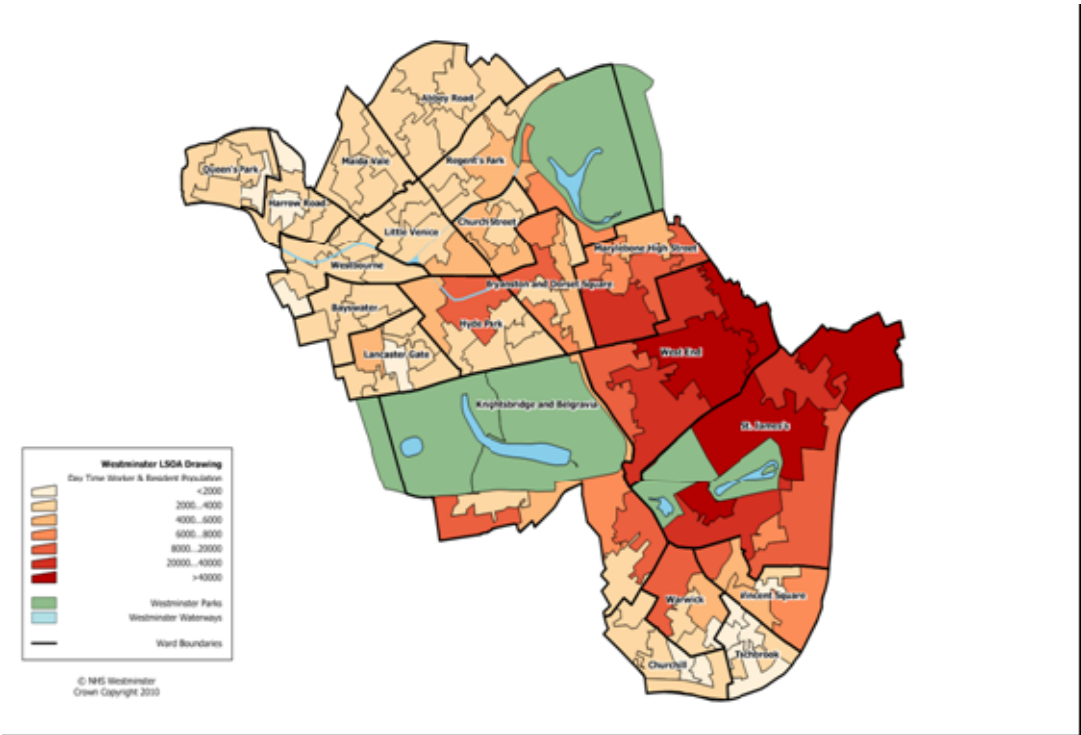 Abbey Road
Maida Vale
Regent's Park
Queen's Park
Harrow Road
Church Street
Little Venice
Marylebone High Street
Westbourne
Bryanston and Dorset Square
Bayswater
Hyde Park
Lancaster Gate
West End
Knightsbridge and Belgravia
St. James's
Warwick
Vincent Square
Tachbrook
Churchill
Westminster LSOA Drawing
Day Time Worker & Resident Population
<2000
2000...4000
4000...6000
6000...8000
8000...20000
20000...40000
>40000
Westminster Parks
Westminster Waterways
Ward Boundaries
© NHS Westminster
Crown Copyright 2010